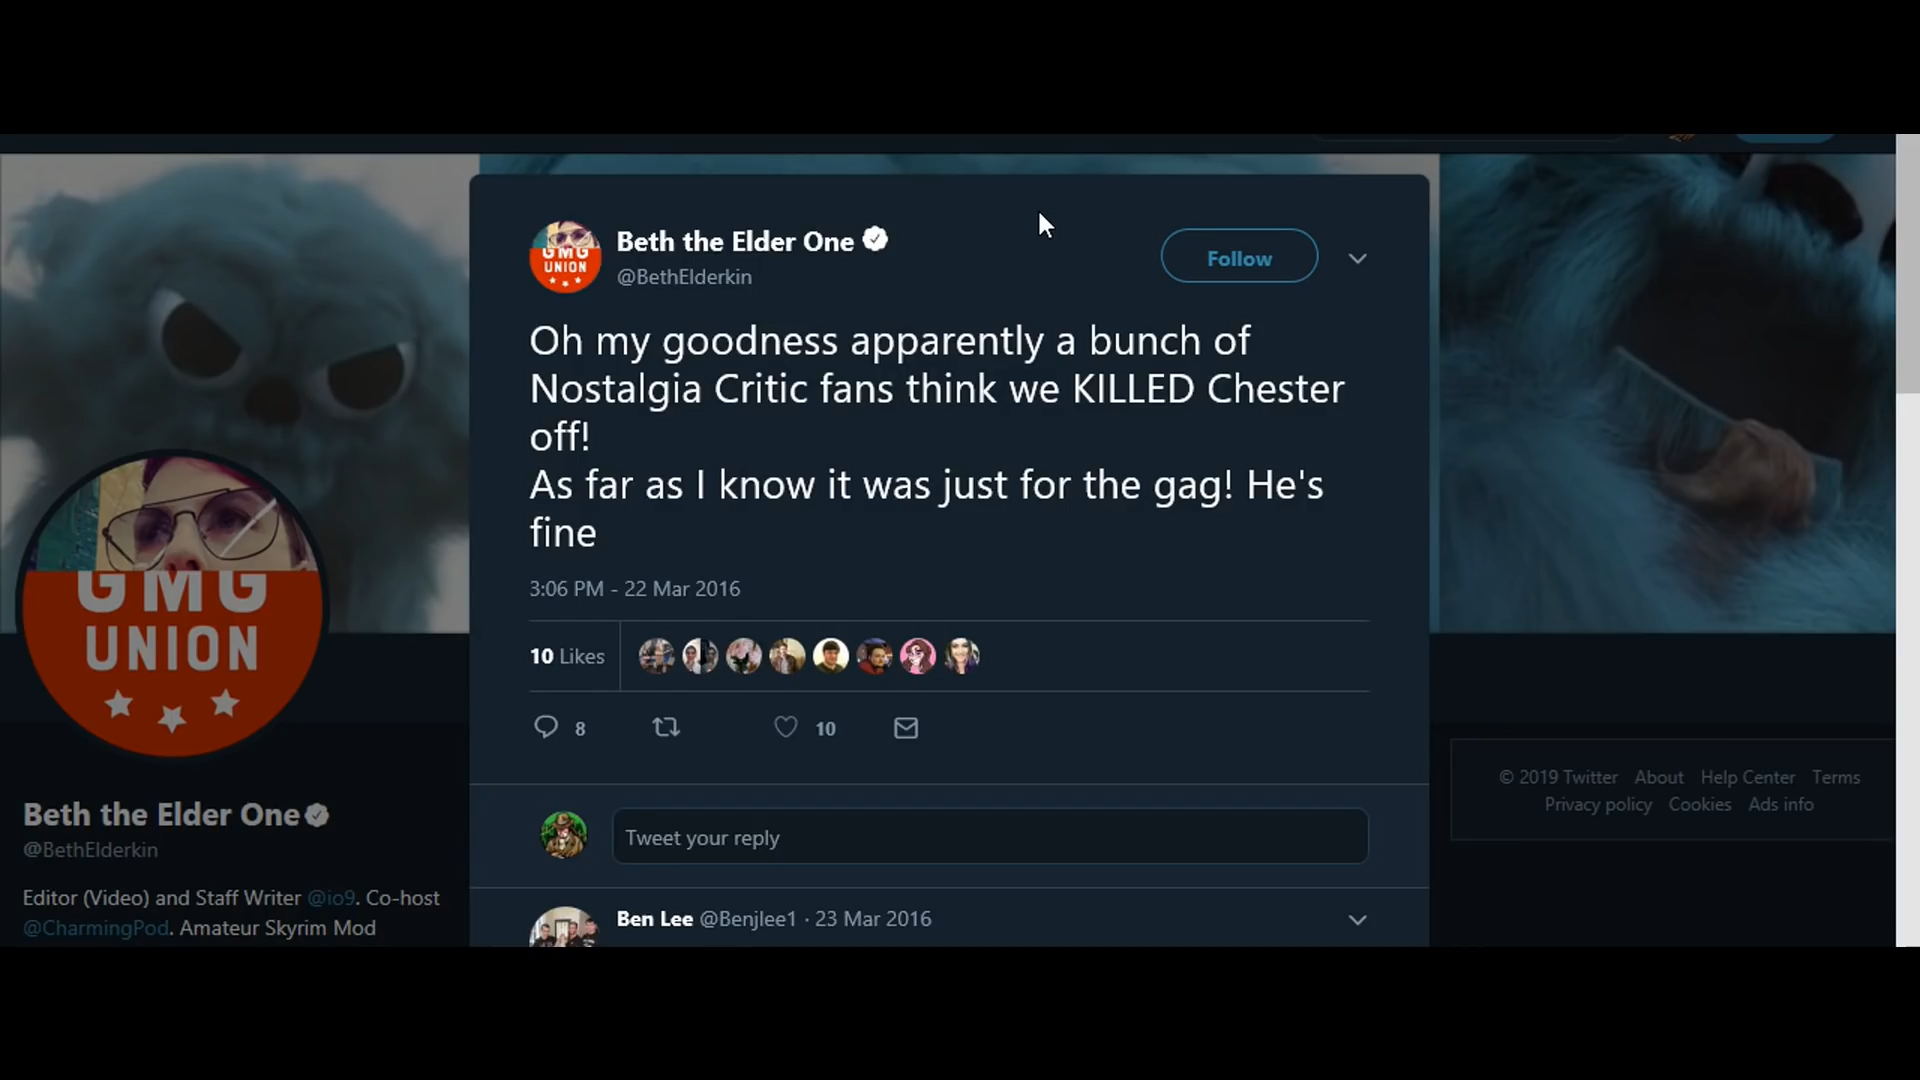 Beth the Elder One
@BethElderkin
Follow
Oh my goodness apparently a bunch of
Nostalgia Critic fans think we KILLED Chester
off!
As far as I know it was just for the gag! He's
fine
3:06 PM - 22 Mar 2016
10 Likes
8
10
Tweet your reply
Ben Lee @Benjlee1 · 23 Mar 2016
GMG
UNION
GMG
UNION
Beth the Elder One
@BethElderkin
Editor (Video) and Staff Writer @io9. Co-host
@CharmingPod. Amateur Skyrim Mod
© 2019 Twitter About Help Center Terms
Privacy policy Cookies Ads info